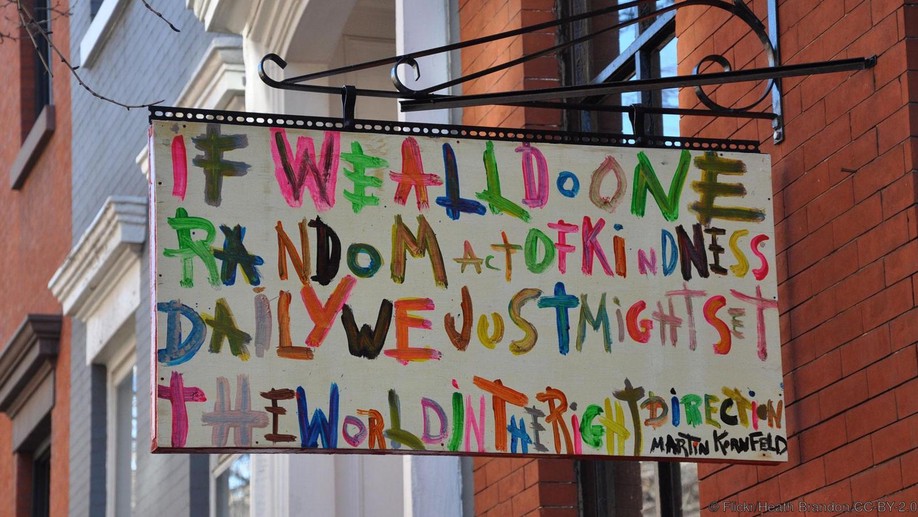 IF WE ALL Do ONE
RANDOM AcT OF KiNDNESS
DAiLY WE JUST MiGHT SET
THE WORLD IN THE RiGHT DiRECTiON
MARTIN KORNFELD
© Flickr Heath Brandon/CC-BY-2.0